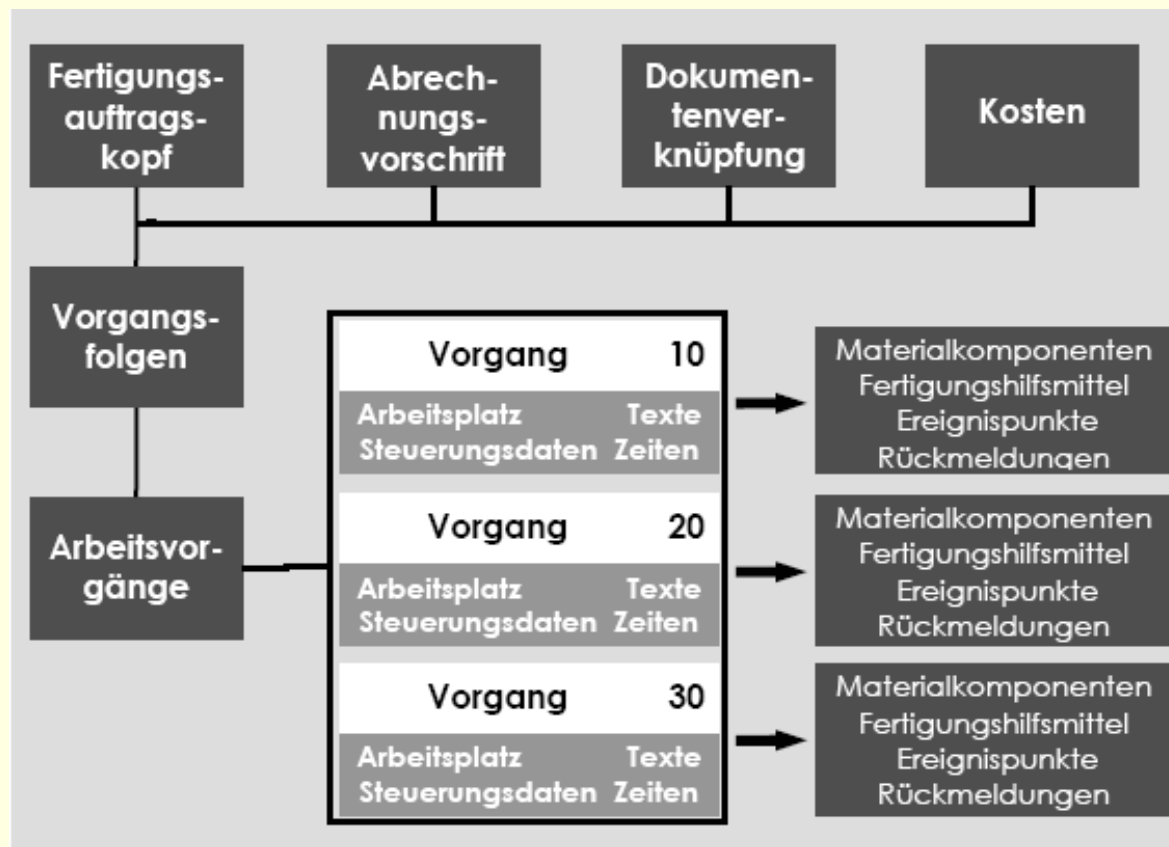 Fertigungs-
auftrags-
kopf
Abrech-
nungs-
vorschrift
Dokumen-
tenver-
knüpfung
Kosten
Vorgangs-
folgen
Arbeitsvor-
gänge
Vorgang 10
Arbeitsplatz Texte
Steuerungsdaten Zeiten
Materialkomponenten
Fertigungshilfsmittel
Ereignispunkte
Rückmeldungen
Vorgang 20
Arbeitsplatz Texte
Steuerungsdaten Zeiten
Materialkomponenten
Fertigungshilfsmittel
Ereignispunkte
Rückmeldungen
Vorgang 30
Arbeitsplatz Texte
Steuerungsdaten Zeiten
Materialkomponenten
Fertigungshilfsmittel
Ereignispunkte
Rückmeldungen